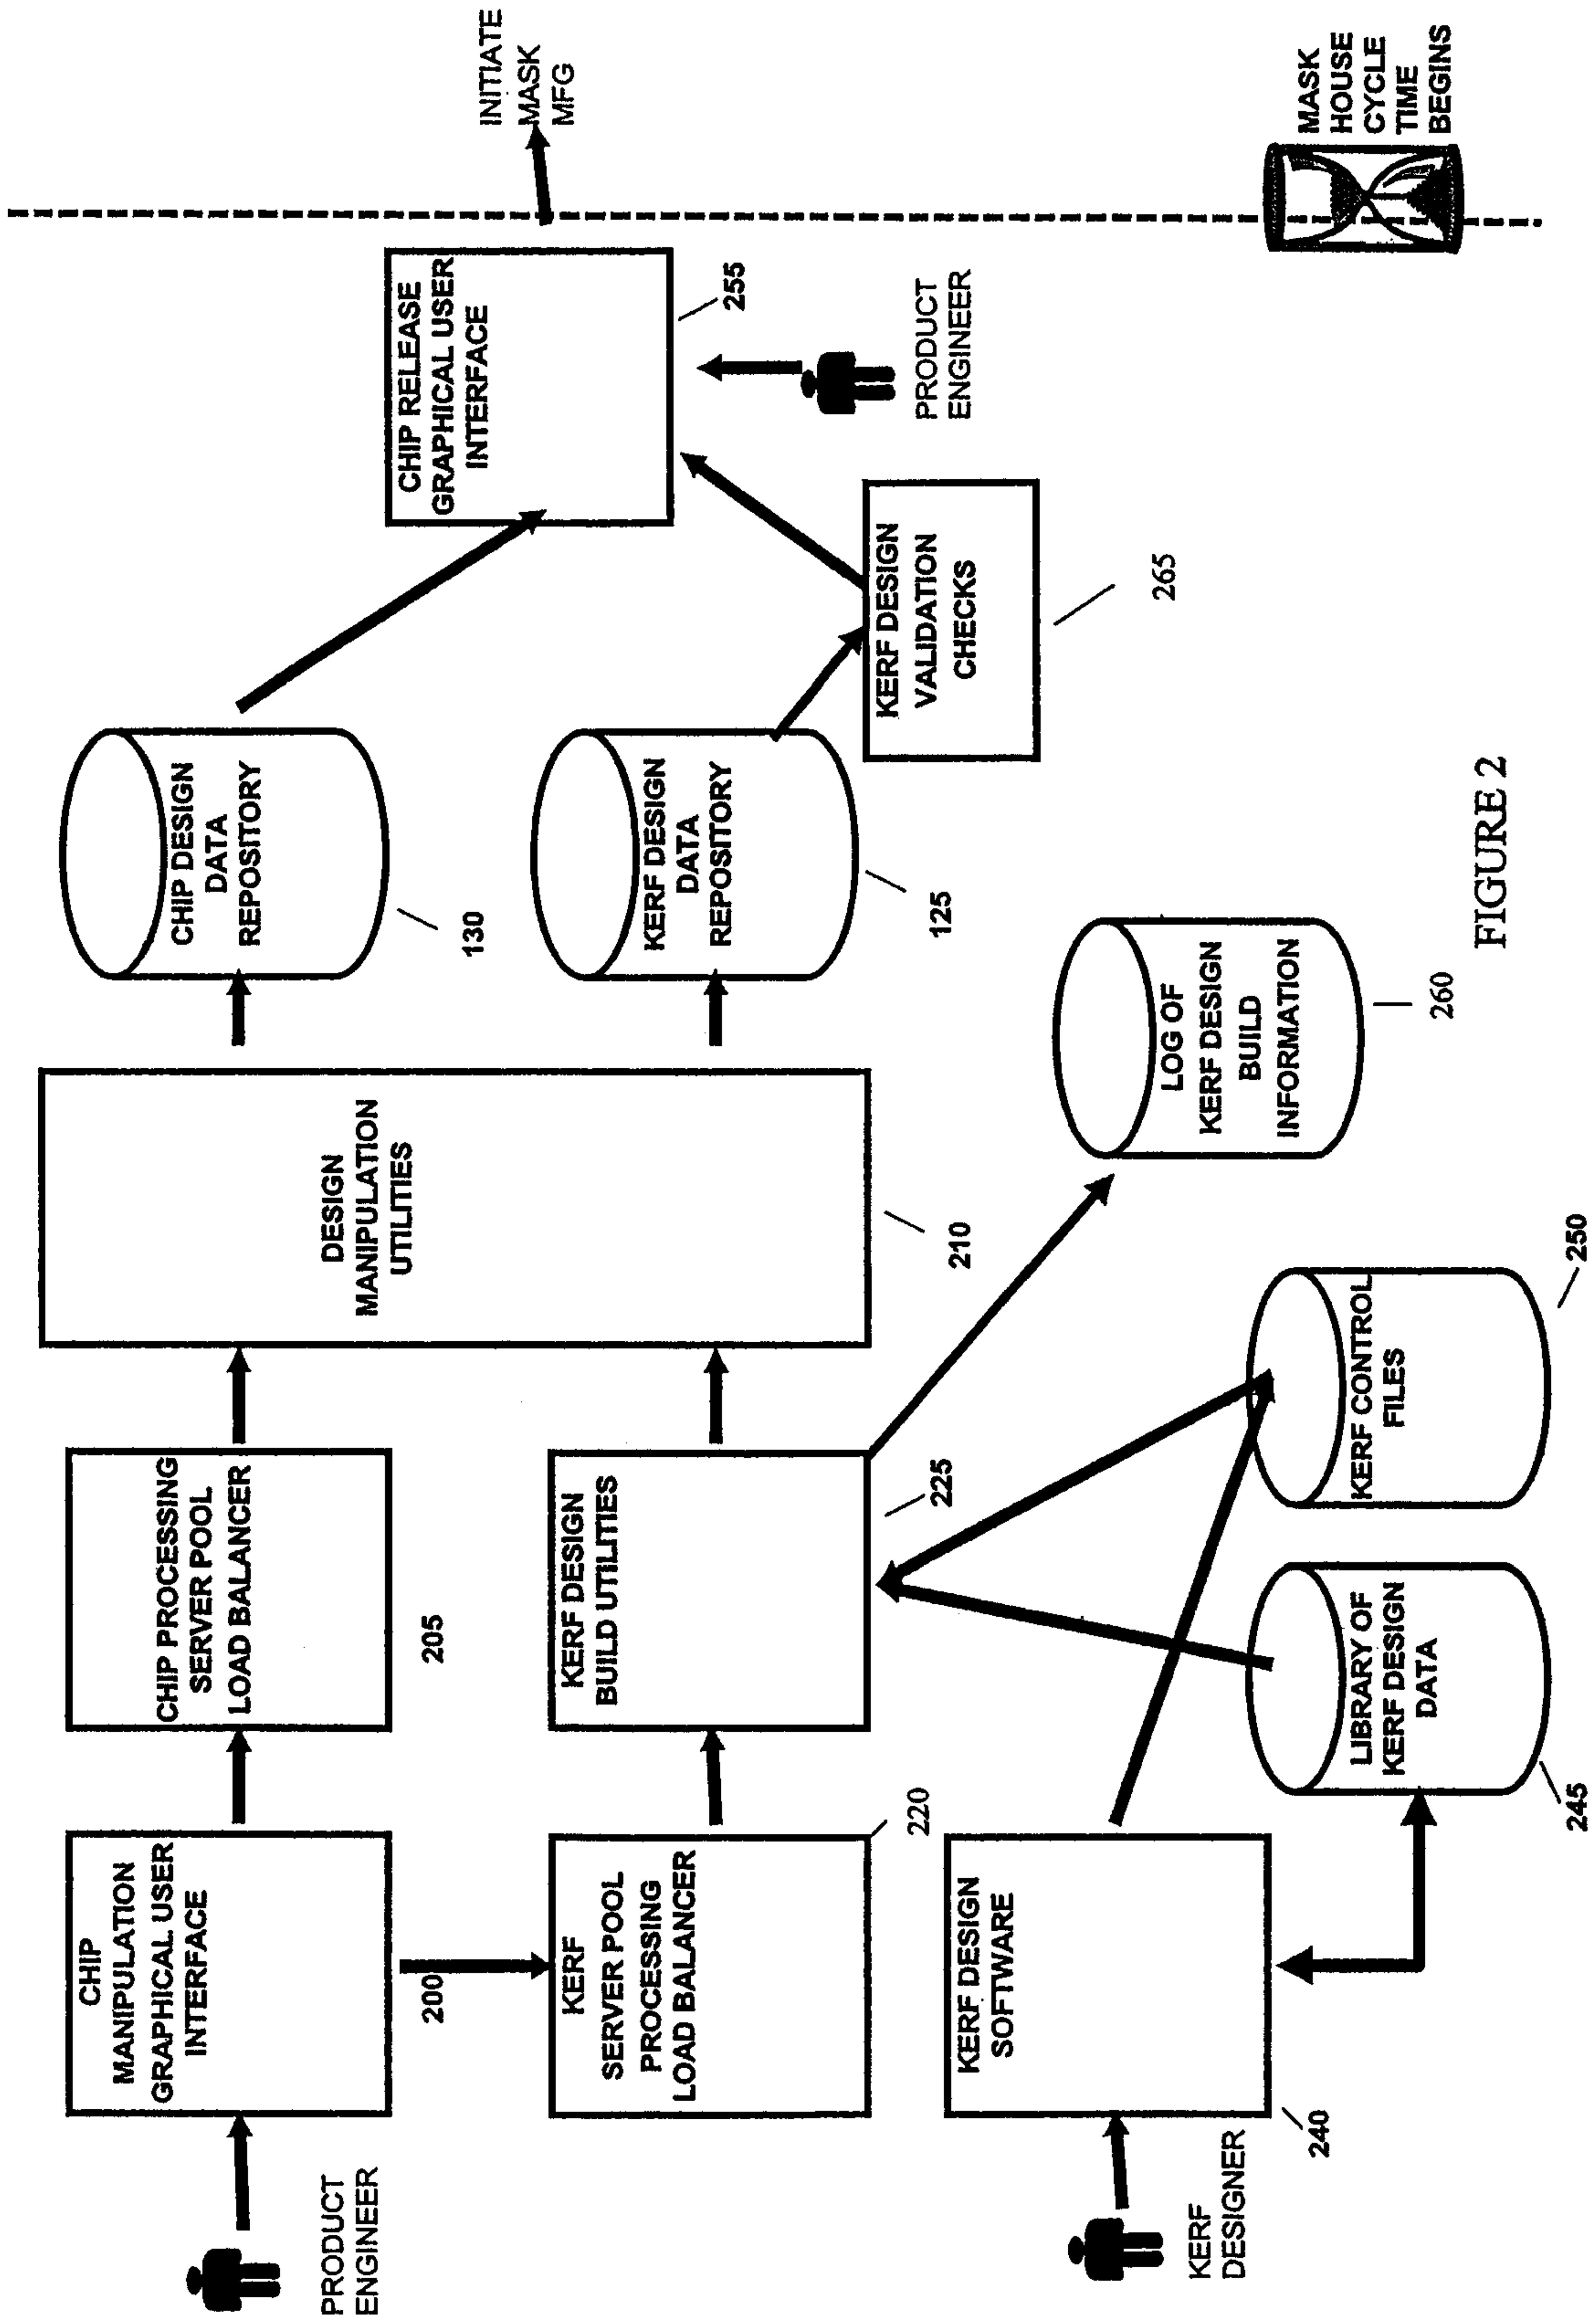 PRODUCT
ENGINEER
CHIP
MANIPULATION
GRAPHICAL USER
INTERFACE
200
CHIP PROCESSING
SERVER POOL
LOAD BALANCER
205
DESIGN
MANIPULATION
UTILITIES
210
CHIP DESIGN
DATA
REPOSITORY
130
CHIP RELEASE
GRAPHICAL USER
INTERFACE
255
INITIATE
MASK
MFG
KERF
SERVER POOL
PROCESSING
LOAD BALANCER
220
KERF DESIGN
BUILD UTILITIES
225
KERF DESIGN
DATA
REPOSITORY
125
KERF DESIGN
VALIDATION
CHECKS
265
PRODUCT
ENGINEER
KERF
DESIGNER
KERF DESIGN
SOFTWARE
240
LIBRARY OF
KERF DESIGN
DATA
245
KERF CONTROL
FILES
250
LOG OF
KERF DESIGN
BUILD
INFORMATION
260
MASK
HOUSE
CYCLE
TIME
BEGINS
FIGURE 2